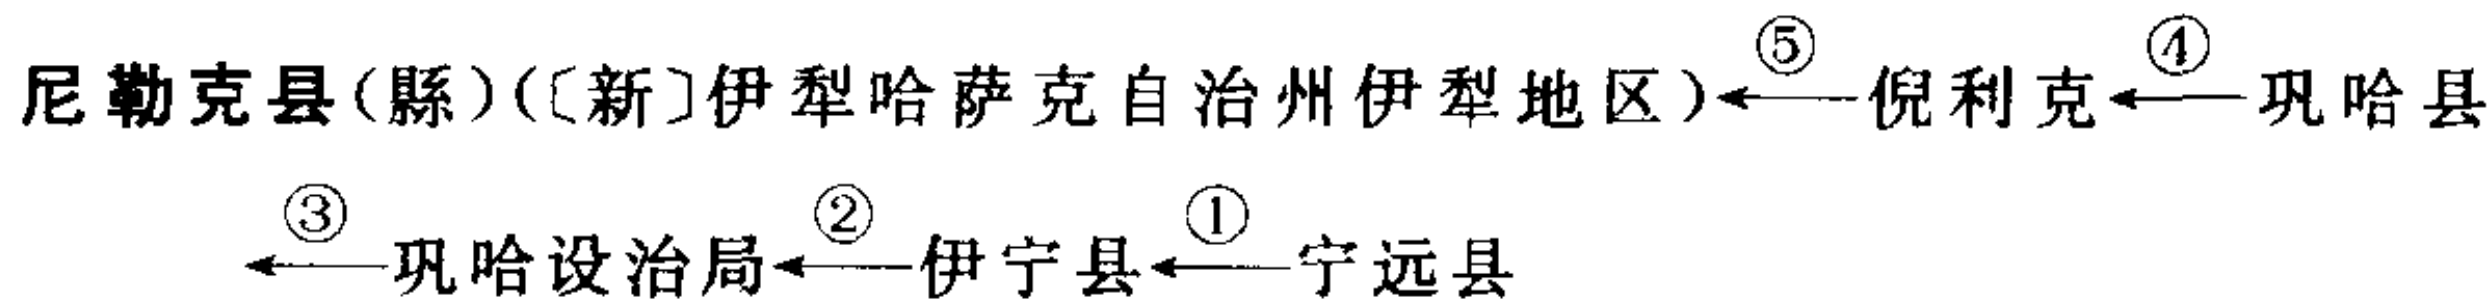 尼勒克县(縣)(〔新〕伊犁哈萨克自治州伊犁地区)←⑤倪利克←④巩哈县
←③巩哈设治局←②伊宁县←①宁远县